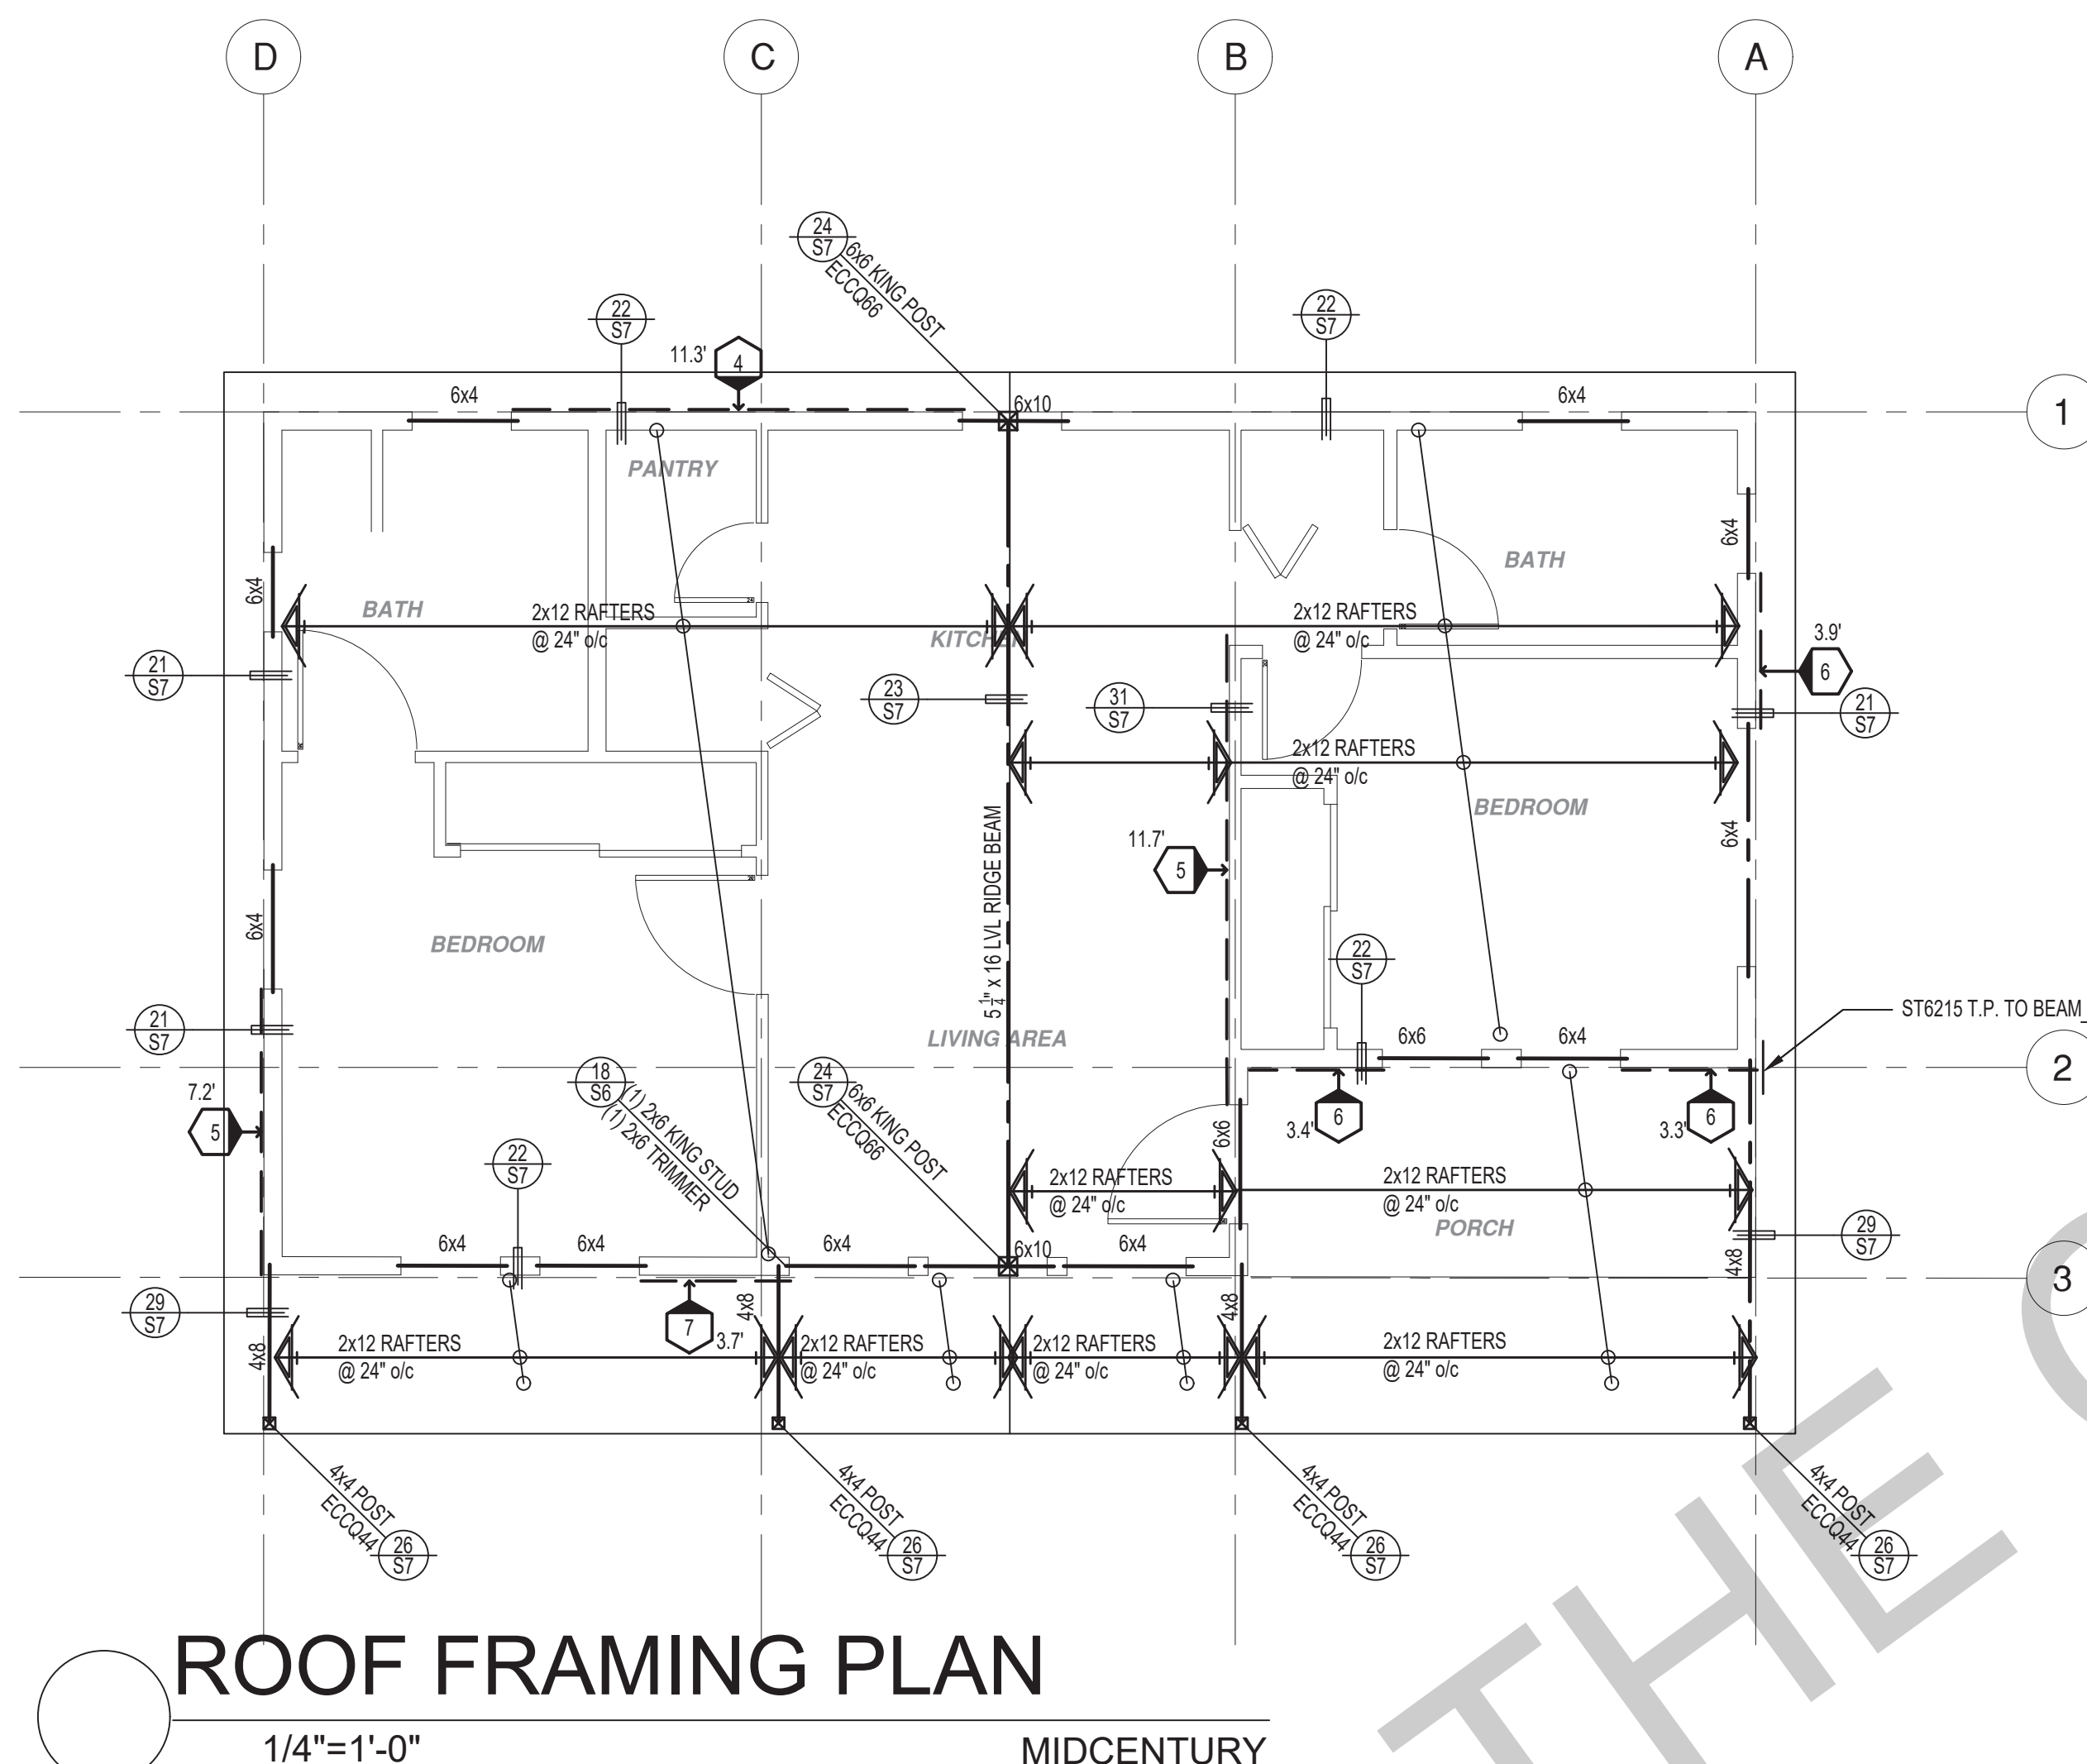 D
C
B
A
24
S7
6x6 KING POST
ECCQ66
22
S7
22
S7
11.3'
4
6x4
6x10
6x4
1
PANTRY
6x4
6x4
BATH
BATH
2x12 RAFTERS
@ 24" o/c
2x12 RAFTERS
@ 24" o/c
KITCHEN
3.9'
6
21
S7
23
S7
31
S7
21
S7
2x12 RAFTERS
@ 24" o/c
BEDROOM
6x4
11.7'
5
5 1/4" x 16 LVL RIDGE BEAM
6x4
BEDROOM
22
S7
21
S7
LIVING AREA
6x6
6x4
ST6215 T.P. TO BEAM
2
18
S6
(1) 2x6 KING STUD
(1) 2x6 TRIMMER
24
S7
6x6 KING POST
ECCQ66
7.2'
5
3.4'
6
3.3'
6
6x6
22
S7
2x12 RAFTERS
@ 24" o/c
2x12 RAFTERS
@ 24" o/c
PORCH
29
S7
6x4
6x4
6x4
6x10
6x4
4x8
3
29
S7
4x8
7
3.7'
4x8
4x8
2x12 RAFTERS
@ 24" o/c
2x12 RAFTERS
@ 24" o/c
2x12 RAFTERS
@ 24" o/c
2x12 RAFTERS
@ 24" o/c
4x4 POST
ECCQ44
26
S7
4x4 POST
ECCQ44
26
S7
4x4 POST
ECCQ44
26
S7
4x4 POST
ECCQ44
26
S7
ROOF FRAMING PLAN
1/4"=1'-0"
MIDCENTURY
THE